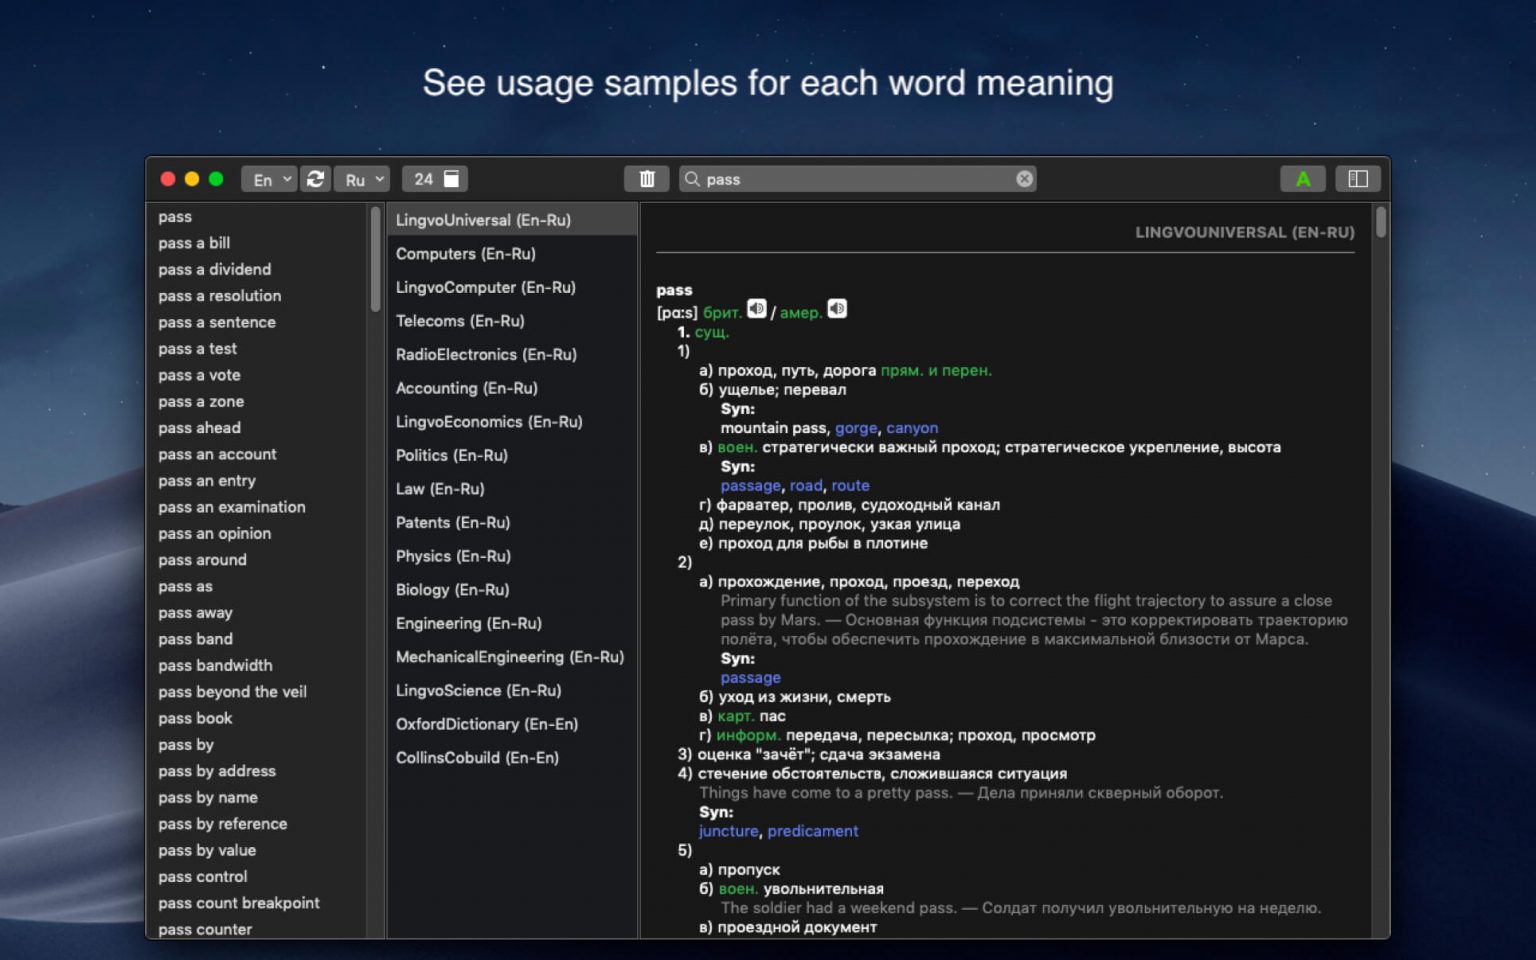 See usage samples for each word meaning
En
Ru
24
pass
A
pass
pass a bill
pass a dividend
pass a resolution
pass a sentence
pass a test
pass a vote
pass a zone
pass ahead
pass an account
pass an entry
pass an examination
pass an opinion
pass around
pass as
pass away
pass band
pass bandwidth
pass beyond the veil
pass book
pass by
pass by address
pass by name
pass by reference
pass by value
pass control
pass count breakpoint
pass counter
LingvoUniversal (En-Ru)
Computers (En-Ru)
LingvoComputer (En-Ru)
Telecoms (En-Ru)
RadioElectronics (En-Ru)
Accounting (En-Ru)
LingvoEconomics (En-Ru)
Politics (En-Ru)
Law (En-Ru)
Patents (En-Ru)
Physics (En-Ru)
Biology (En-Ru)
Engineering (En-Ru)
MechanicalEngineering (En-Ru)
LingvoScience (En-Ru)
OxfordDictionary (En-En)
CollinsCobuild (En-En)
LINGVOUNIVERSAL (EN-RU)
pass
[pɑːs] брит. / амер.
1. сущ.
1)
а) проход, путь, дорога прям. и перен.
б) ущелье; перевал
Syn:
mountain pass, gorge, canyon
в) воен. стратегически важный проход; стратегическое укрепление, высота
Syn:
passage, road, route
г) фарватер, пролив, судоходный канал
д) переулок, проулок, узкая улица
е) проход для рыбы в плотине
2)
а) прохождение, проход, проезд, переход
Primary function of the subsystem is to correct the flight trajectory to assure a close
pass by Mars. — Основная функция подсистемы - это корректировать траекторию
полёта, чтобы обеспечить прохождение в максимальной близости от Марса.
Syn:
passage
б) уход из жизни, смерть
в) карт. пас
г) информ. передача, пересылка; проход, просмотр
3) оценка "зачёт"; сдача экзамена
4) стечение обстоятельств, сложившаяся ситуация
Things have come to a pretty pass. — Дела приняли скверный оборот.
Syn:
juncture, predicament
5)
а) пропуск
б) воен. увольнительная
The soldier had a weekend pass. — Солдат получил увольнительную на неделю.
в) проездной документ